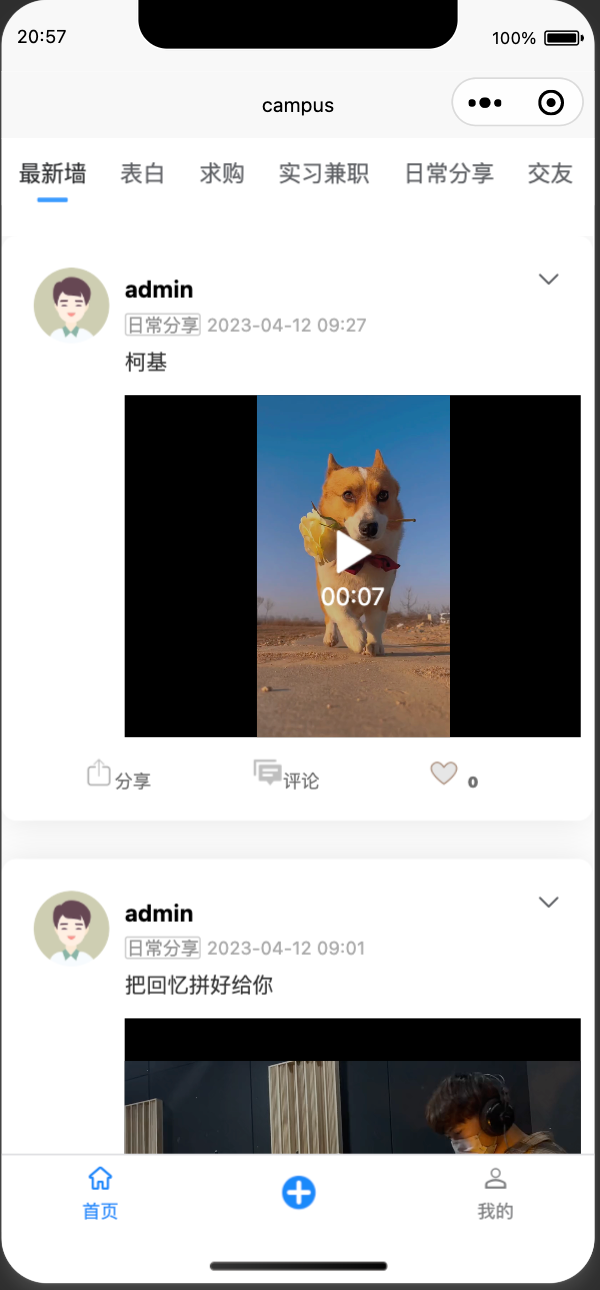 20:57
100%
campus
最新墙 表白 求购 实习兼职 日常分享 交友
admin
日常分享 2023-04-12 09:27
柯基
00:07
分享 评论 0
admin
日常分享 2023-04-12 09:01
把回忆拼好给你
首页 我的